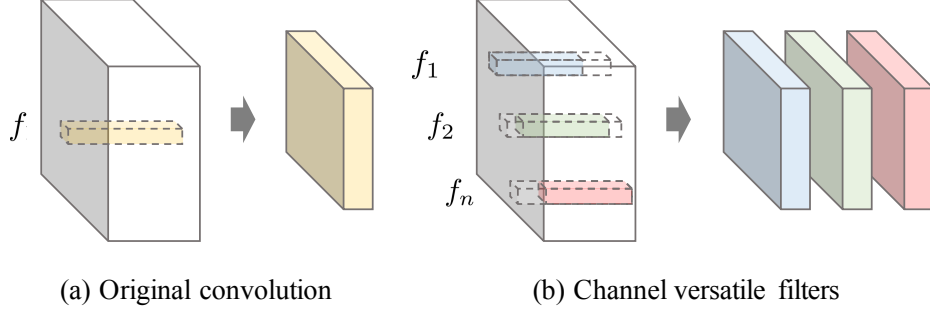 f
f1
f2
fn
(a) Original convolution
(b) Channel versatile filters